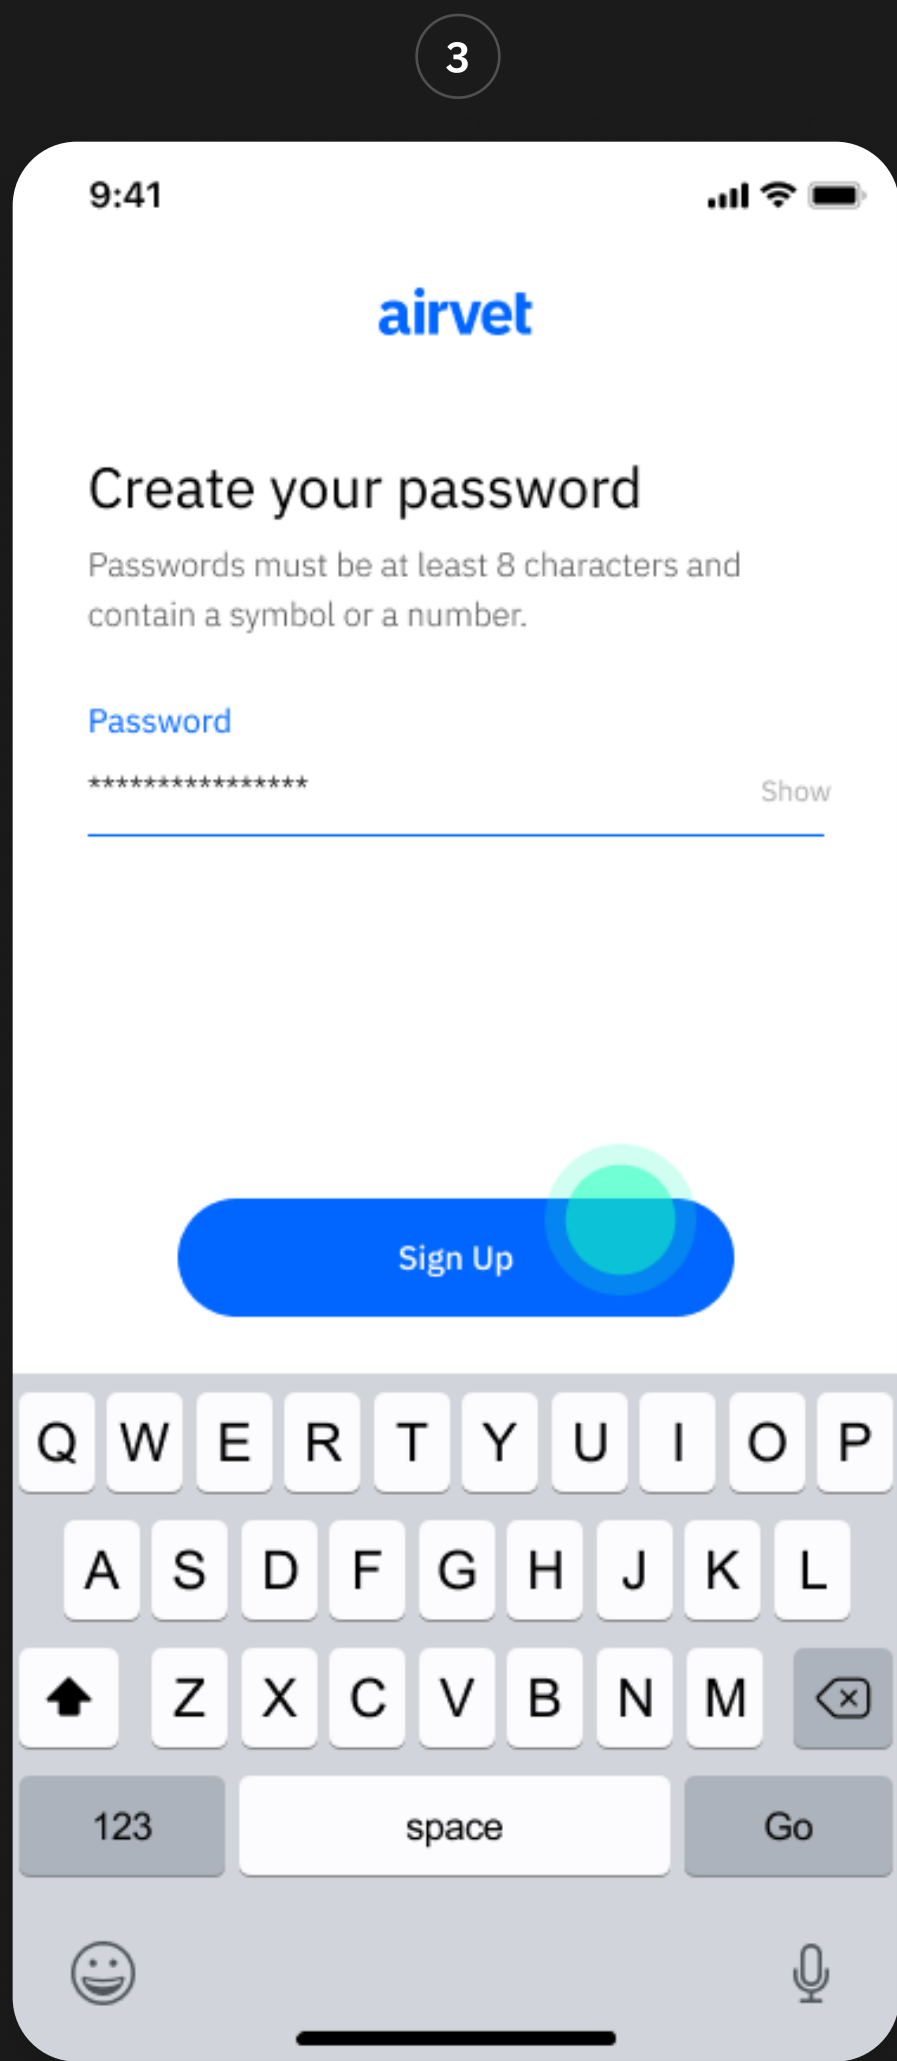 3
9:41
airvet
Create your password
Passwords must be at least 8 characters and
contain a symbol or a number.
Password
****************
Show
Sign Up
Q W E R T Y U I O P
A S D F G H J K L
Z X C V B N M
123 space Go